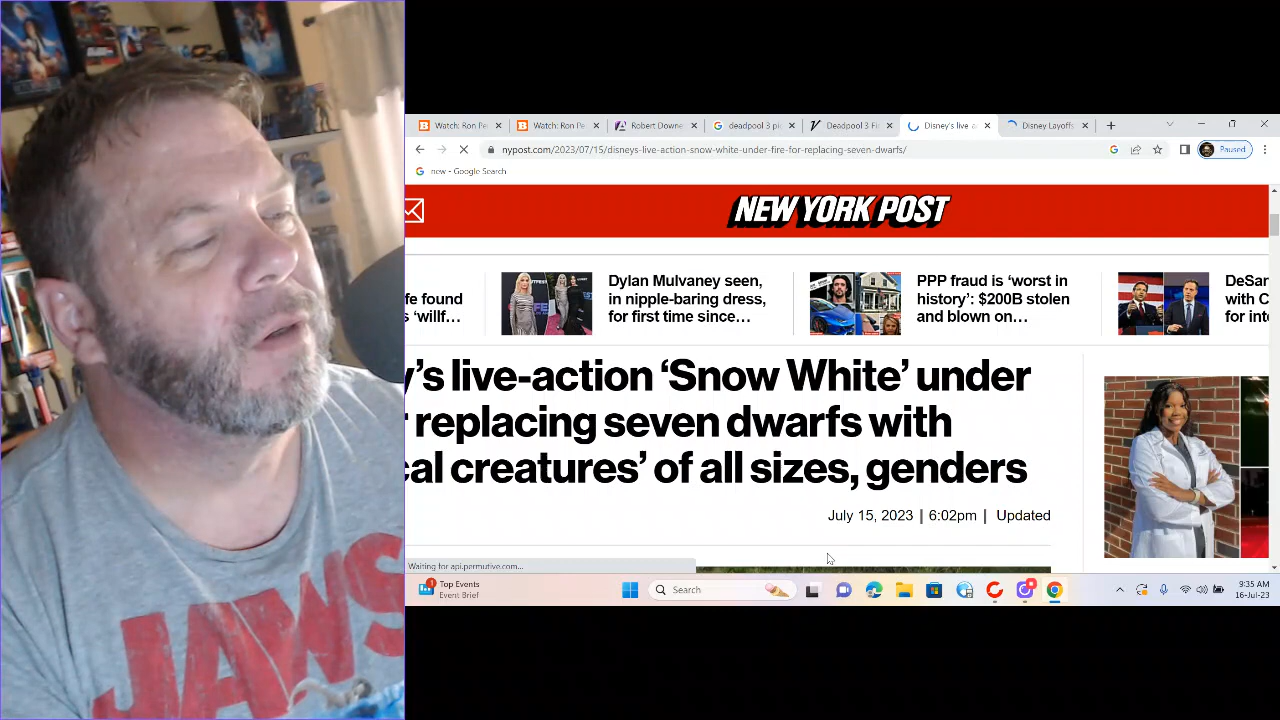 Watch: Ron Pe
Watch: Ron Pe
Robert Downe
deadpool 3 pi
Deadpool 3 Fi
Disney's live-a
Disney Layoffs
nypost.com/2023/07/15/disneys-live-action-snow-white-under-fire-for-replacing-seven-dwarfs/
Paused
new - Google Search
NEW YORK POST
fe found
s 'willf...
Dylan Mulvaney seen,
in nipple-baring dress,
for first time since...
PPP fraud is 'worst in
history': $200B stolen
and blown on...
DeSan
with C
for inte
y's live-action 'Snow White' under
r replacing seven dwarfs with
cal creatures' of all sizes, genders
July 15, 2023 | 6:02pm | Updated
Waiting for api.permutive.com...
1
Top Events
Event Brief
Search
9:35 AM
16-Jul-23
JAWS